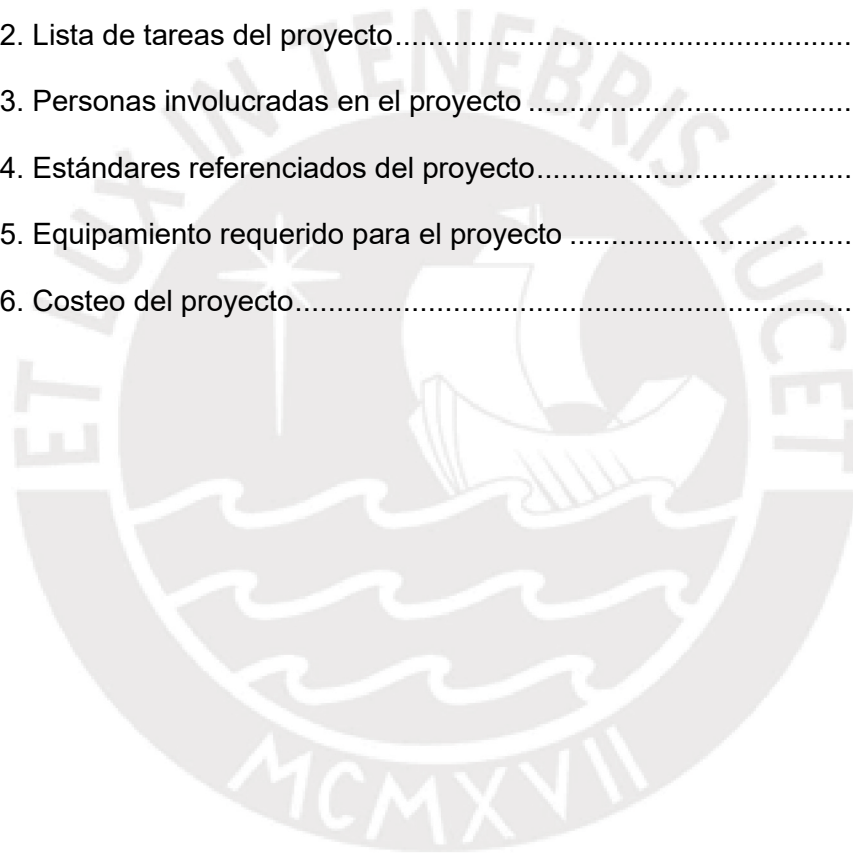 2. Lista de tareas del proyecto........................................................
3. Personas involucradas en el proyecto ........................................
4. Estándares referenciados del proyecto.......................................
5. Equipamiento requerido para el proyecto ...................................
6. Costeo del proyecto....................................................................
ET LUX IN TENEBRIS LUCET
MCMXVII